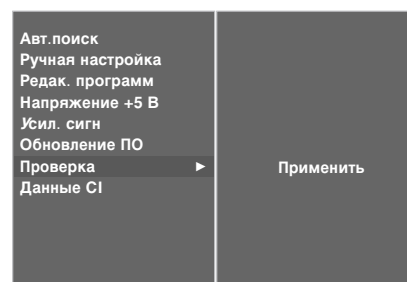 Авт.поиск
Ручная настройка
Редак. программ
Напряжение +5 В
Усил. сигн
Обновление ПО
Проверка ►
Применить
Данные CI